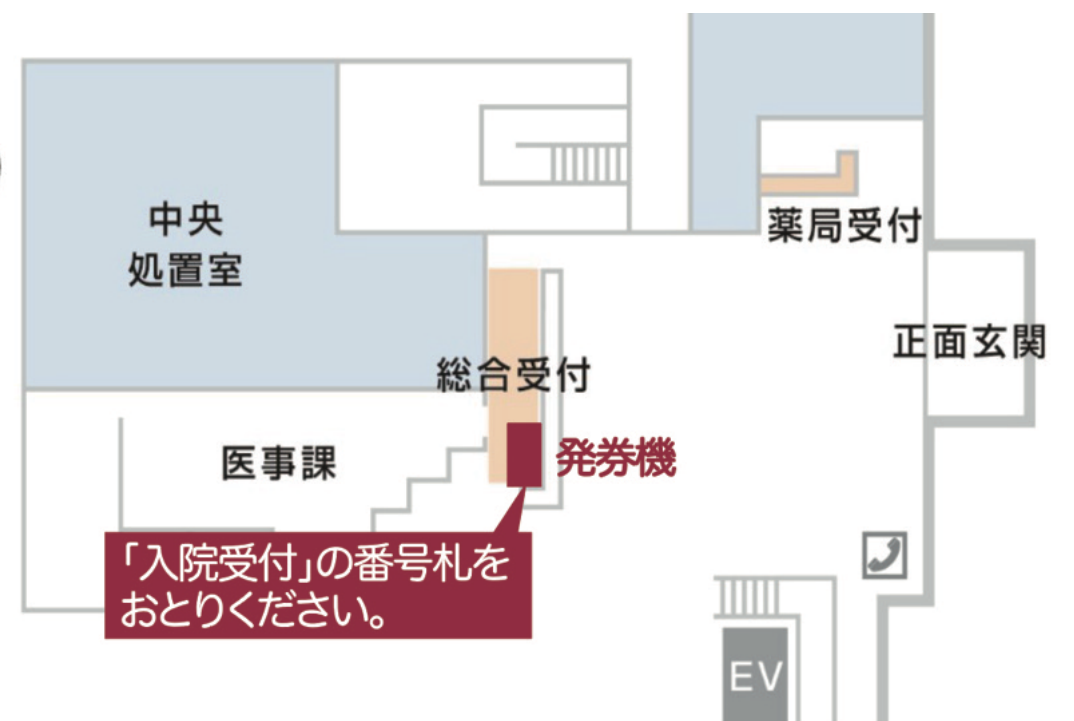 中央
処置室
薬局受付
正面玄関
総合受付
医事課
発券機
「入院受付」の番号札を
おとりください。
EV